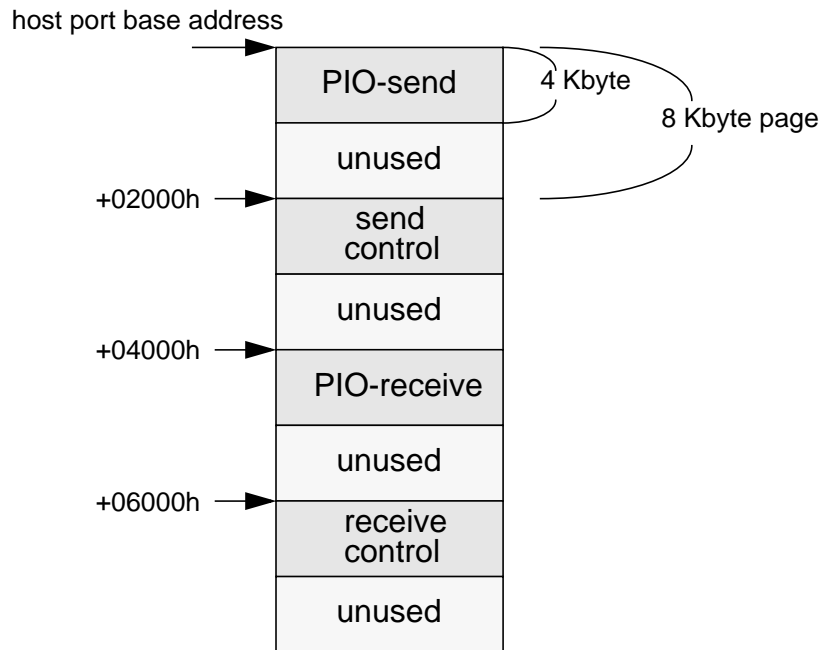 host port base address
PIO-send
4 Kbyte
8 Kbyte page
unused
+02000h
send
control
unused
+04000h
PIO-receive
unused
+06000h
receive
control
unused